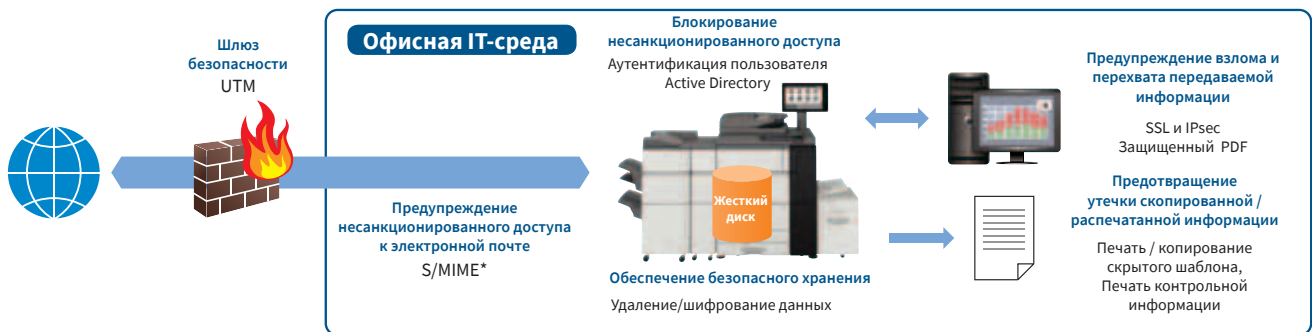 Шлюз
безопасности
UTM
Офисная IT-среда
Предупреждение
несанкционированного доступа
к электронной почте
S/MIME*
Блокирование
несанкционированного доступа
Аутентификация пользователя
Active Directory
Жесткий
диск
Обеспечение безопасного хранения
Удаление/шифрование данных
Предупреждение взлома и
перехвата передаваемой
информации
SSL и IPsec
Защищенный PDF
Предотвращение
утечки скопированной /
распечатанной информации
Печать / копирование
скрытого шаблона,
Печать контрольной
информации